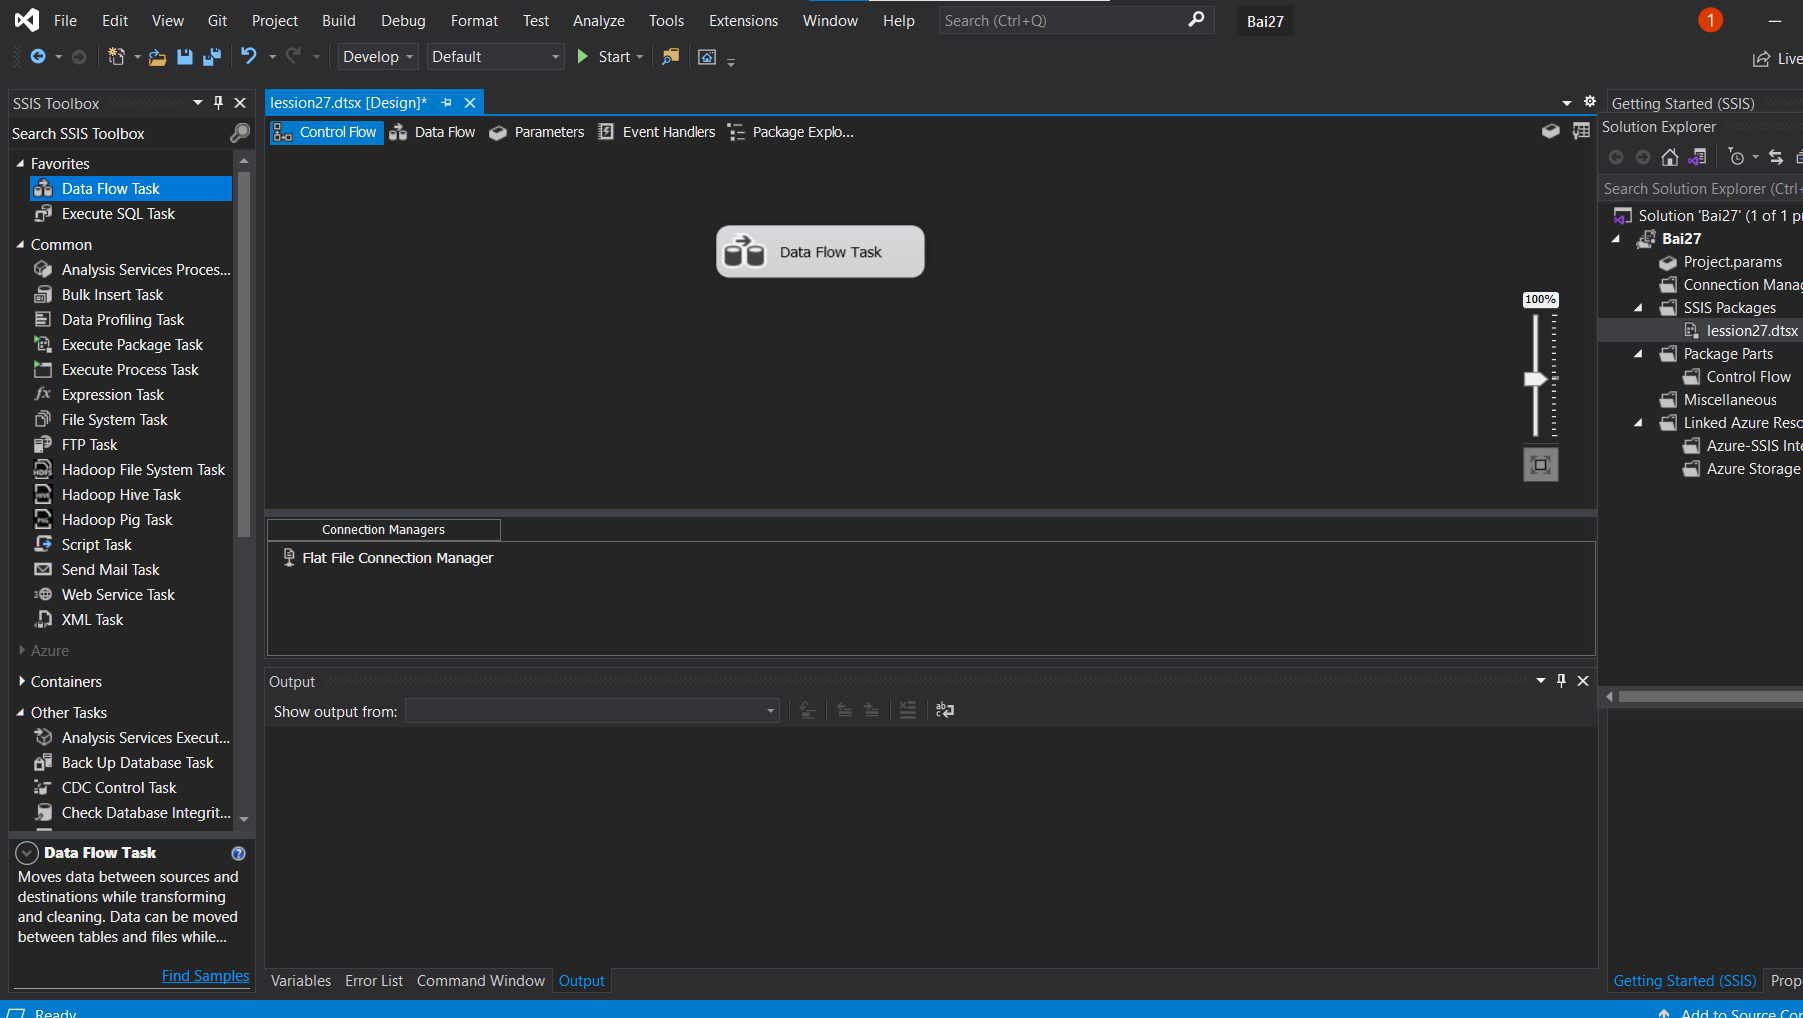 File Edit View Git Project Build Debug Format Test Analyze Tools Extensions Window Help Search (Ctrl+Q) Bai27 1
Develop Default Start Live
SSIS Toolbox
Search SSIS Toolbox
Favorites
Data Flow Task
Execute SQL Task
Common
Analysis Services Proces...
Bulk Insert Task
Data Profiling Task
Execute Package Task
Execute Process Task
Expression Task
File System Task
FTP Task
Hadoop File System Task
Hadoop Hive Task
Hadoop Pig Task
Script Task
Send Mail Task
Web Service Task
XML Task
Azure
Containers
Other Tasks
Analysis Services Execut...
Back Up Database Task
CDC Control Task
Check Database Integrit...
Data Flow Task
Moves data between sources and
destinations while transforming
and cleaning. Data can be moved
between tables and files while...
Find Samples
lession27.dtsx [Design]*
Control Flow Data Flow Parameters Event Handlers Package Explo...
Data Flow Task
100%
Connection Managers
Flat File Connection Manager
Output
Show output from:
Variables Error List Command Window Output
Getting Started (SSIS)
Solution Explorer
Search Solution Explorer (Ctrl+
Solution 'Bai27' (1 of 1 p
Bai27
Project.params
Connection Manag
SSIS Packages
lession27.dtsx
Package Parts
Control Flow
Miscellaneous
Linked Azure Reso
Azure-SSIS Inte
Azure Storage
Getting Started (SSIS) Prop
Ready
Add to Source Con